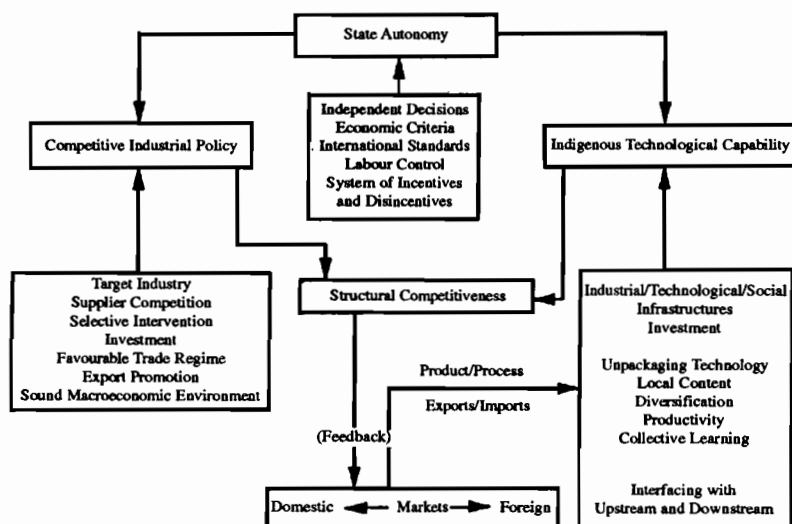 State Autonomy
Independent Decisions
Economic Criteria
International Standards
Labour Control
System of Incentives
and Disincentives
Competitive Industrial Policy
Indigenous Technological Capability
Target Industry
Supplier Competition
Selective Intervention
Investment
Favourable Trade Regime
Export Promotion
Sound Macroeconomic Environment
Structural Competitiveness
Industrial/Technological/Social
Infrastructures
Investment
Unpackaging Technology
Local Content
Diversification
Productivity
Collective Learning
Interfacing with
Upstream and Downstream
Product/Process
Exports/Imports
(Feedback)
Domestic Markets Foreign